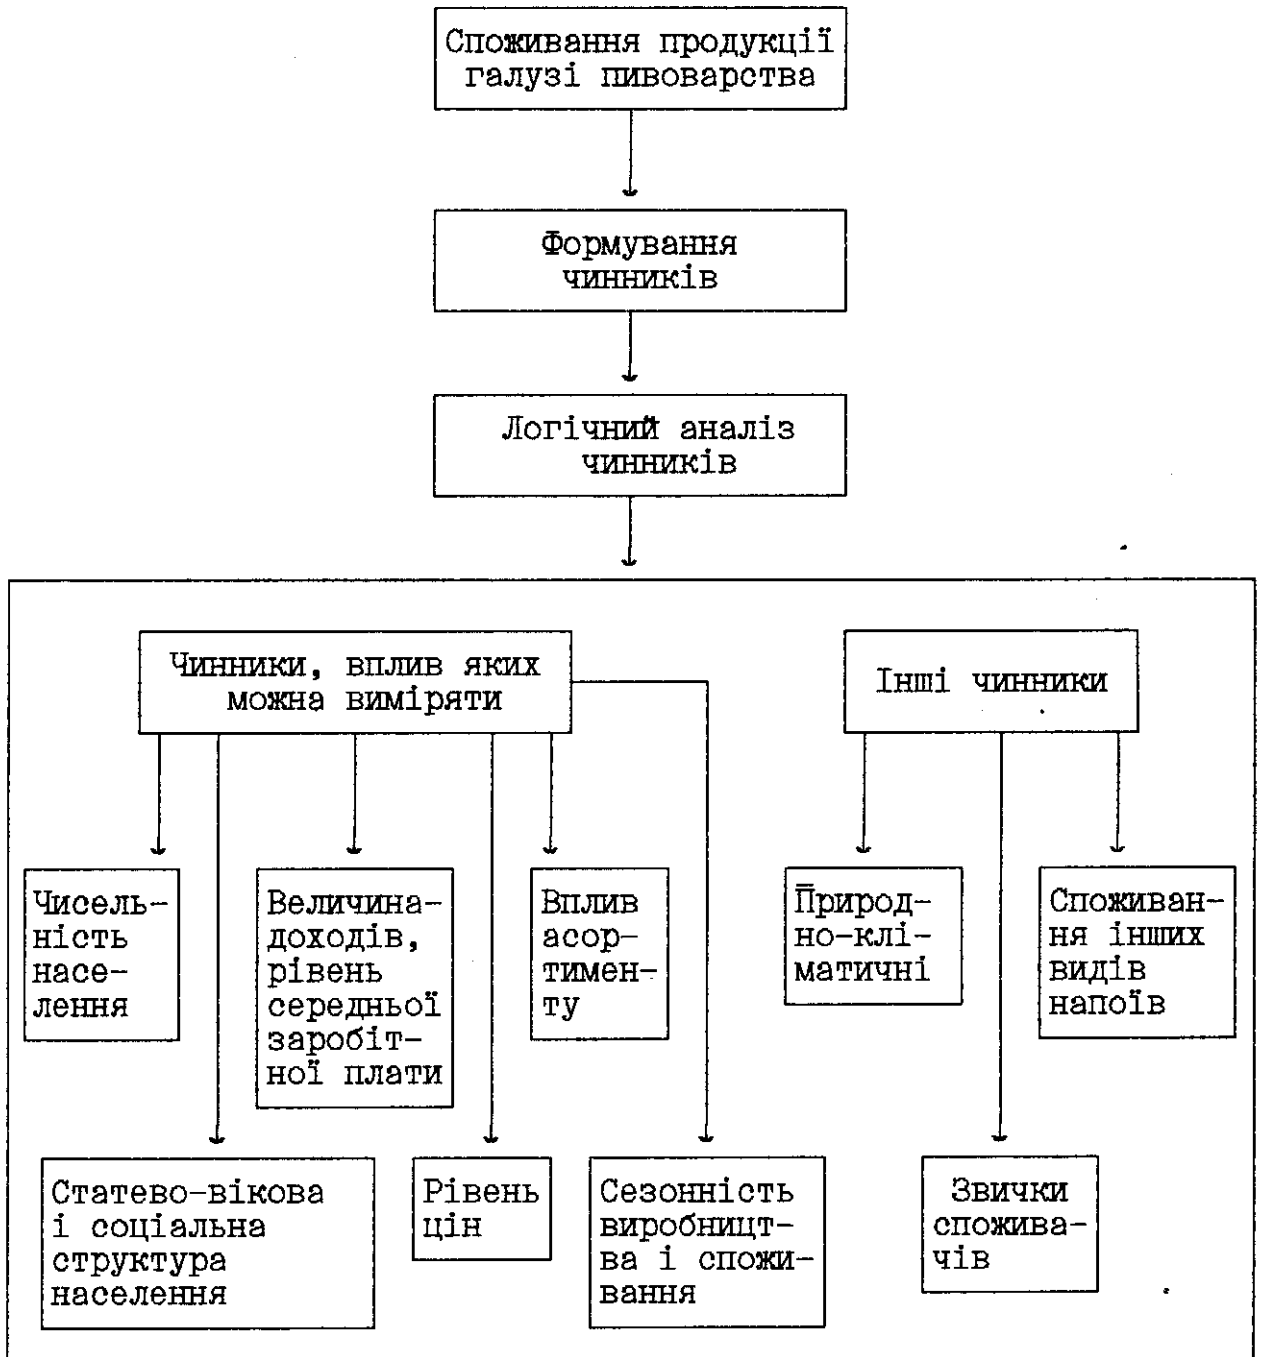 Споживання продукції
галузі пивоварства
Формування
чинників
Логічний аналіз
чинників
Чинники, вплив яких
можна виміряти
Інші чинники
Чисель-
ність
насе-
лення
Величина-
доходів,
рівень
середньої
заробіт-
ної плати
Вплив
асор-
тимен-
ту
Природ-
но-клі-
матичні
Споживан-
ня інших
видів
напоїв
Статево-вікова
і соціальна
структура
населення
Рівень
цін
Сезонність
виробницт-
ва і спожи-
вання
Звички
спожива-
чів